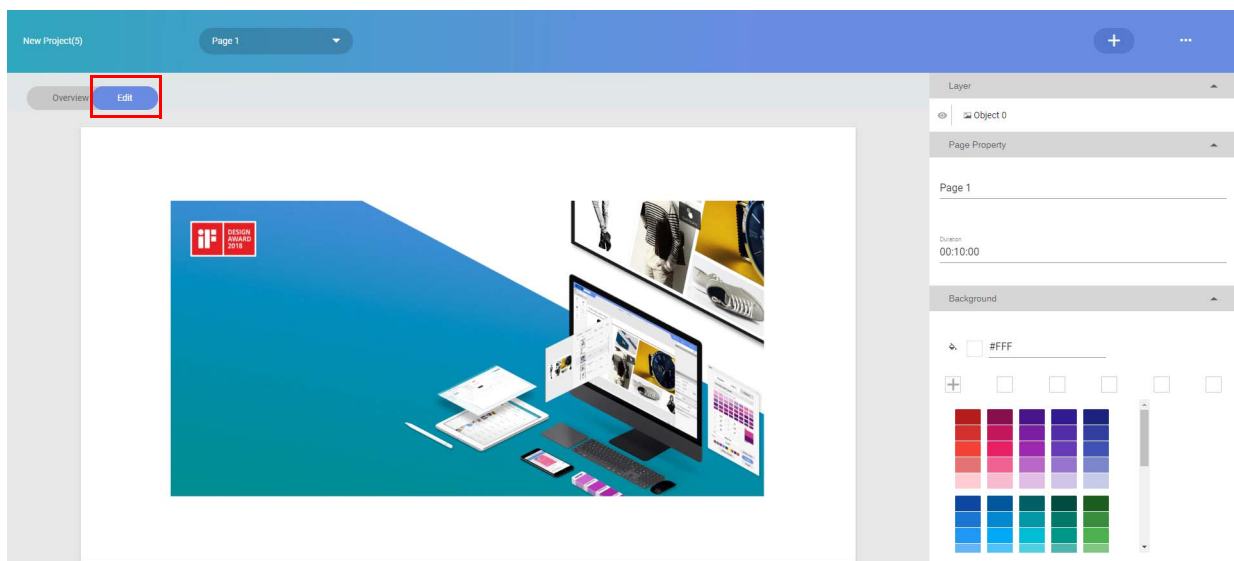 New Project(5)
Page 1
Overview
Edit
Layer
Object 0
Page Property
Page 1
Duration
00:10:00
Background
#FFF
iF
DESIGN
AWARD
2018